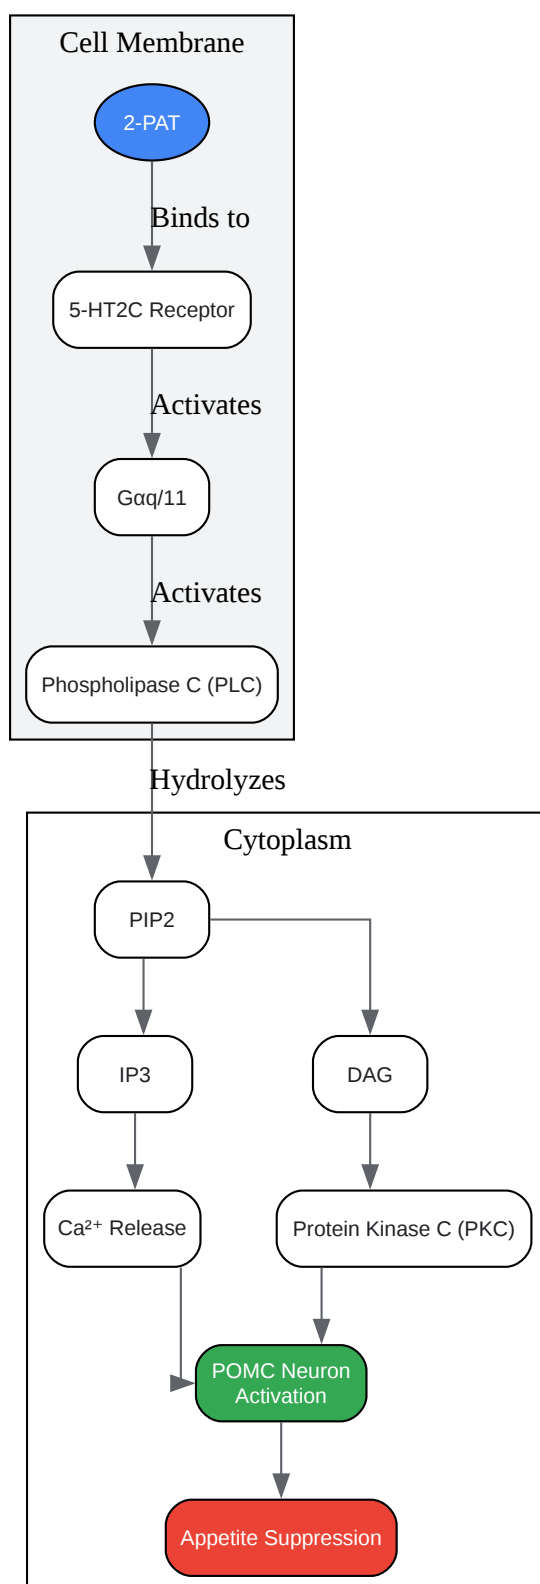 Cell Membrane
2-PAT
Binds to
5-HT2C Receptor
Activates
Gαq/11
Activates
Phospholipase C (PLC)
Hydrolyzes
Cytoplasm
PIP2
IP3
DAG
Ca²⁺ Release
Protein Kinase C (PKC)
POMC Neuron
Activation
Appetite Suppression